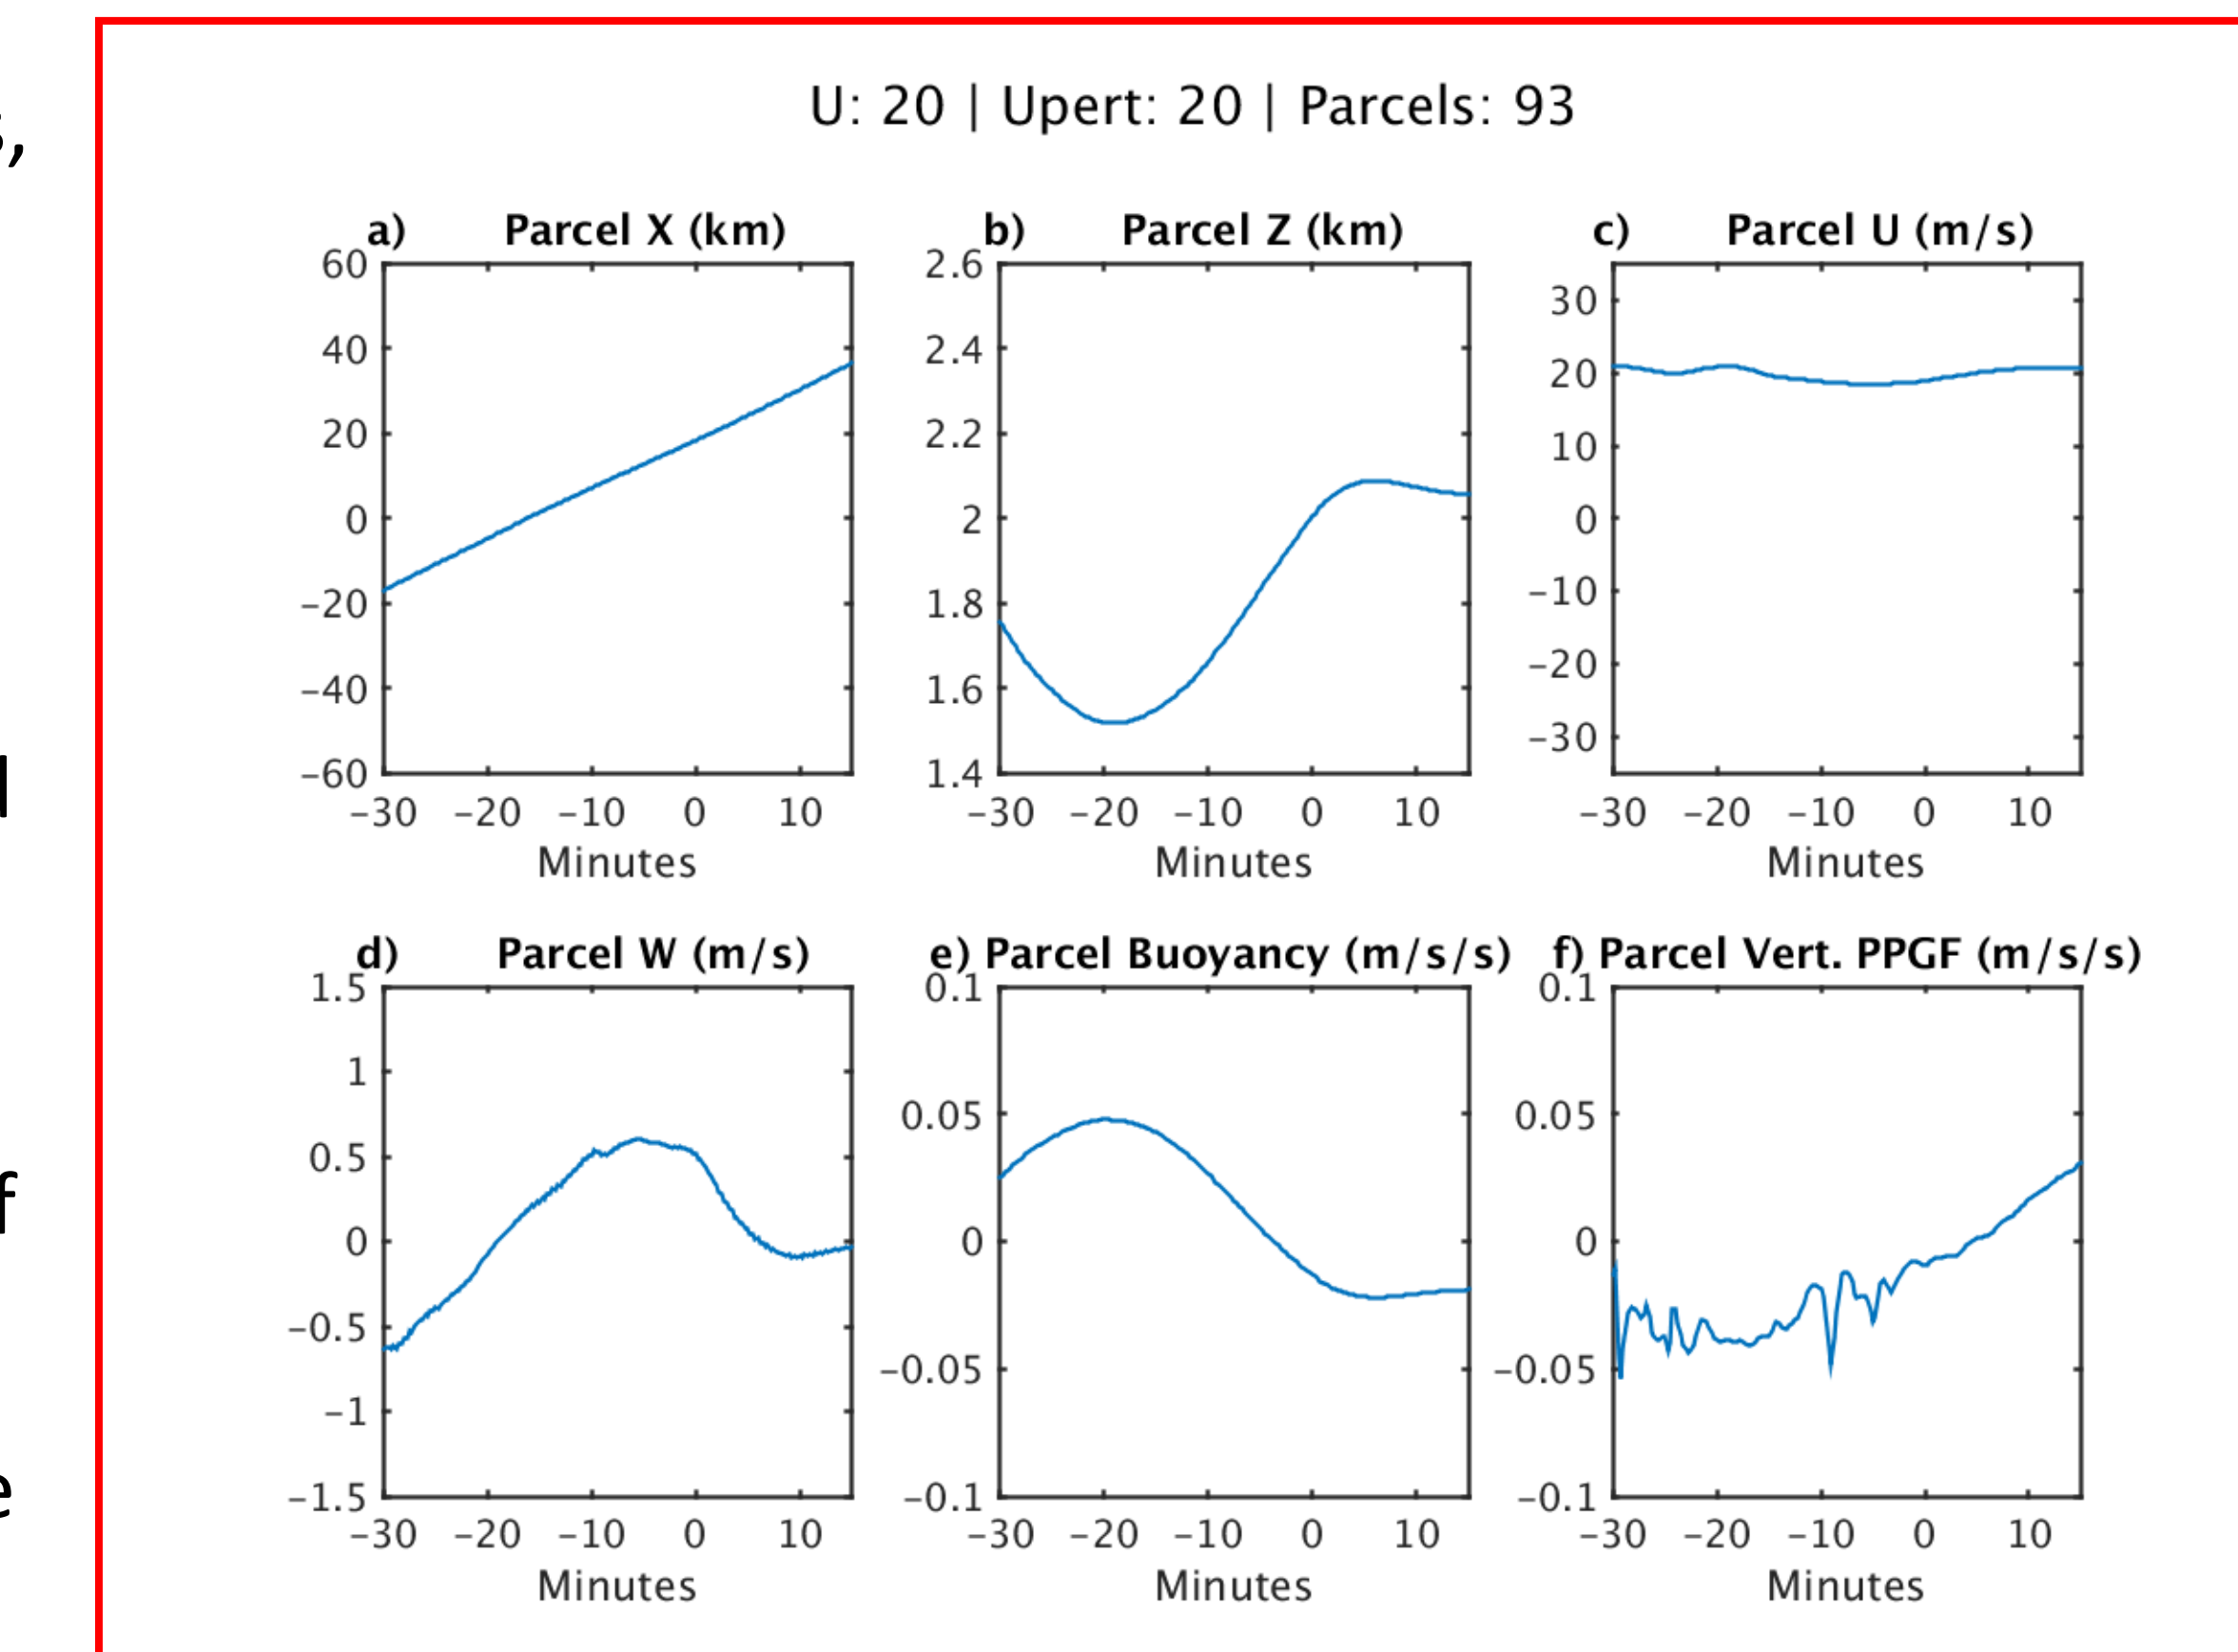 s,
l
f
e
U: 20 | Upert: 20 | Parcels: 93
a) Parcel X (km)
60
40
20
0
−20
−40
−60
−30 −20 −10 0 10
Minutes
b) Parcel Z (km)
2.6
2.4
2.2
2
1.8
1.6
1.4
−30 −20 −10 0 10
Minutes
c) Parcel U (m/s)
30
20
10
0
−10
−20
−30
−30 −20 −10 0 10
Minutes
d) Parcel W (m/s)
1.5
1
0.5
0
−0.5
−1
−1.5
−30 −20 −10 0 10
Minutes
e) Parcel Buoyancy (m/s/s)
0.1
0.05
0
−0.05
−0.1
−30 −20 −10 0 10
Minutes
f) Parcel Vert. PPGF (m/s/s)
0.1
0.05
0
−0.05
−0.1
−30 −20 −10 0 10
Minutes